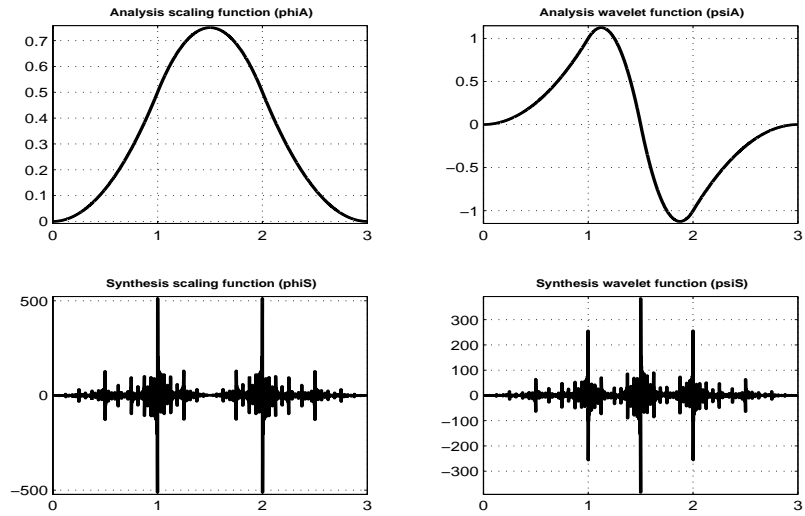 Analysis scaling function (phiA)
0.7
0.6
0.5
0.4
0.3
0.2
0.1
0
0 1 2 3
Analysis wavelet function (psiA)
1
0.5
0
−0.5
−1
0 1 2 3
Synthesis scaling function (phiS)
500
0
−500
0 1 2 3
Synthesis wavelet function (psiS)
300
200
100
0
−100
−200
−300
0 1 2 3